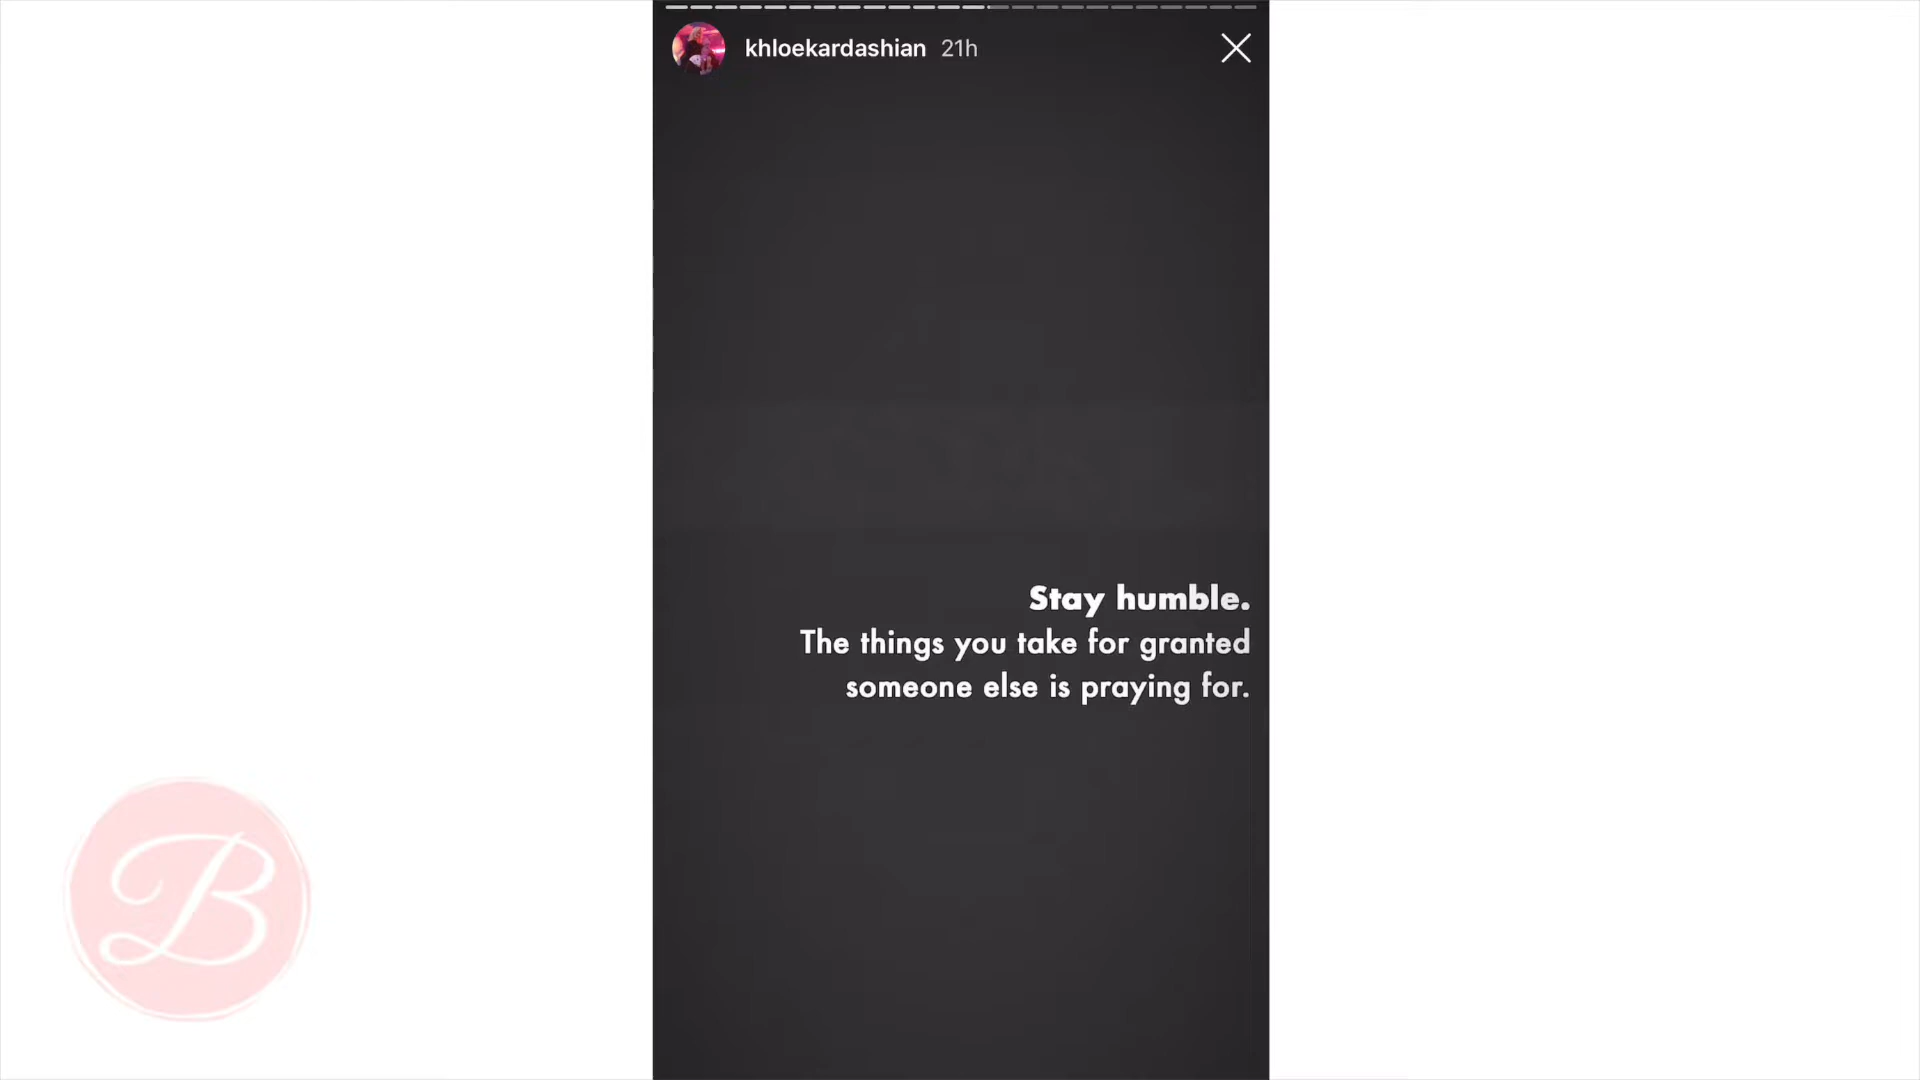 khloekardashian 21h
Stay humble.
The things you take for granted
someone else is praying for.
B